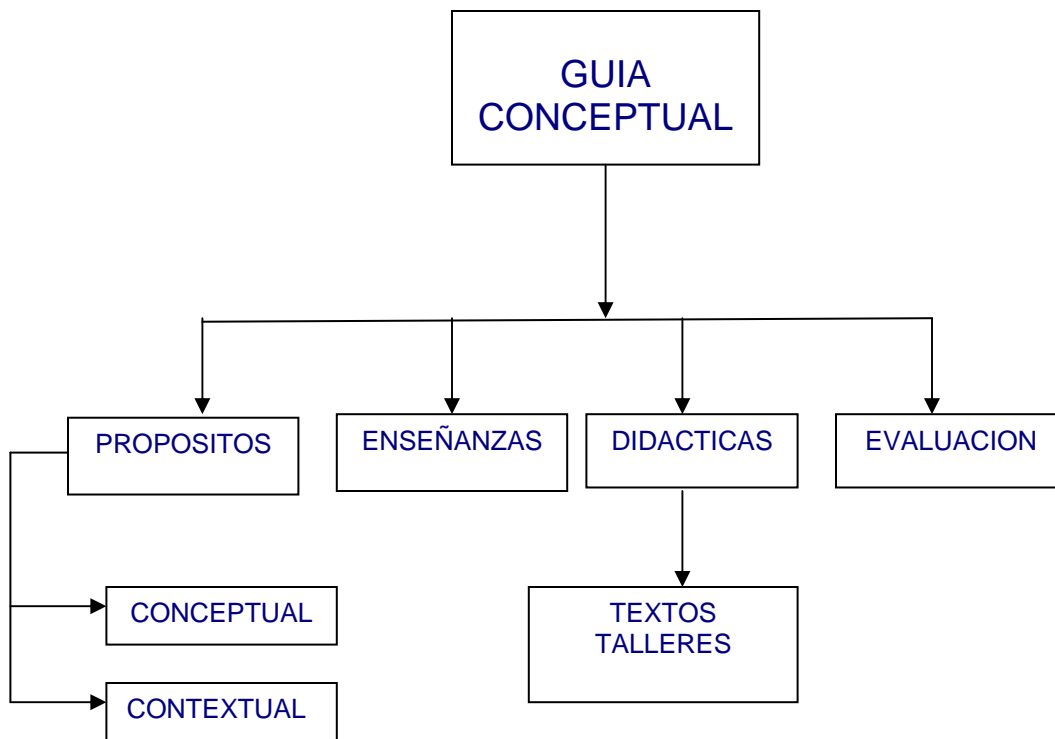 GUIA
CONCEPTUAL
PROPOSITOS
ENSEÑANZAS
DIDACTICAS
EVALUACION
CONCEPTUAL
TEXTOS
TALLERES
CONTEXTUAL